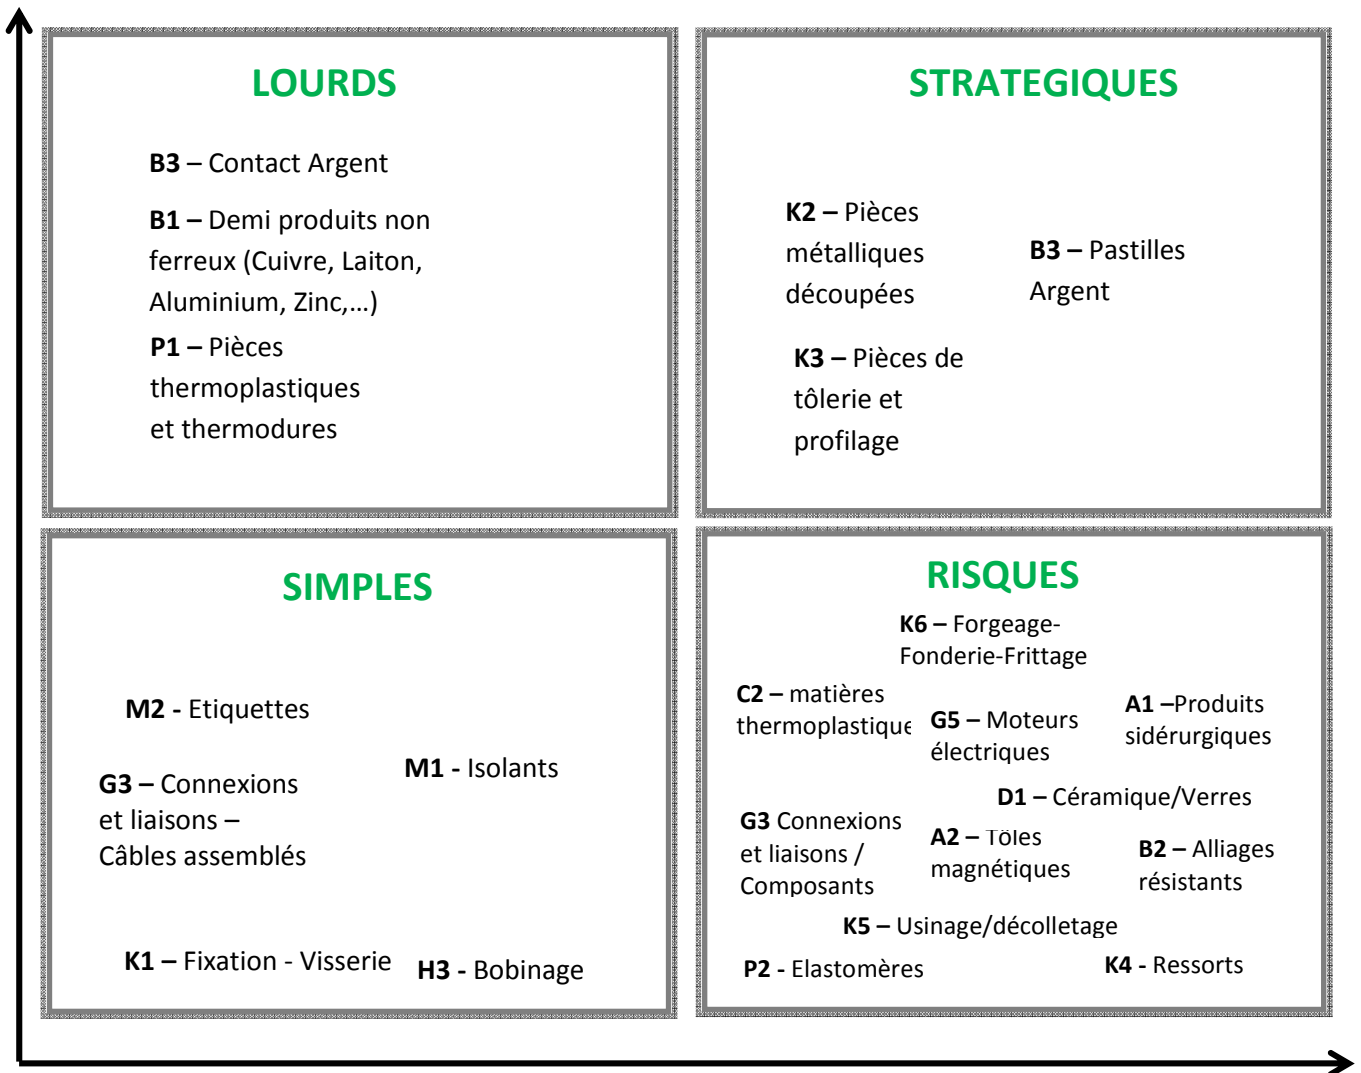 LOURDS
B3 – Contact Argent
B1 – Demi produits non
ferreux (Cuivre, Laiton,
Aluminium, Zinc,...)
P1 – Pièces
thermoplastiques
et thermodures
STRATEGIQUES
K2 – Pièces
métalliques
découpées
B3 – Pastilles
Argent
K3 – Pièces de
tôlerie et
profilage
SIMPLES
M2 - Etiquettes
M1 - Isolants
G3 – Connexions
et liaisons –
Câbles assemblés
K1 – Fixation - Visserie
H3 - Bobinage
RISQUES
K6 – Forgeage-
Fonderie-Frittage
C2 – matières
thermoplastique
G5 – Moteurs
électriques
A1 –Produits
sidérurgiques
D1 – Céramique/Verres
G3 Connexions
et liaisons /
Composants
A2 – Tôles
magnétiques
B2 – Alliages
résistants
K5 – Usinage/décolletage
P2 - Elastomères
K4 - Ressorts